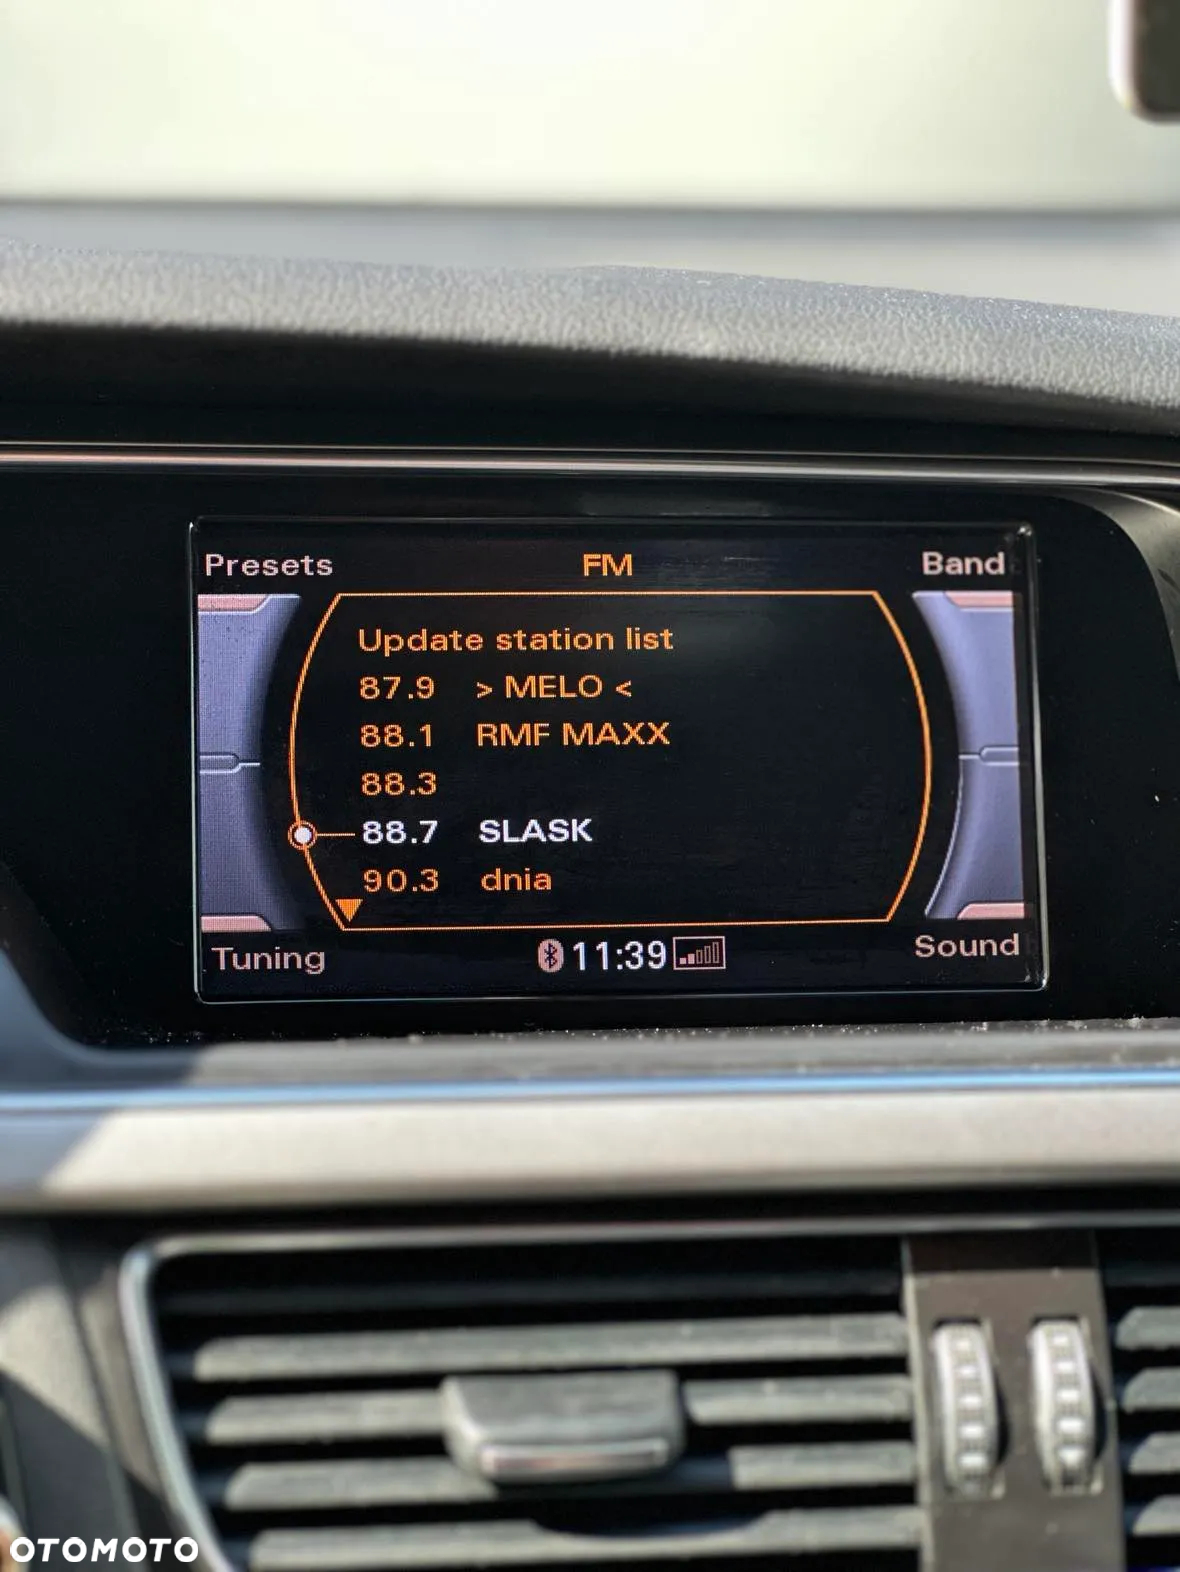 Presets FM Band
Update station list
87.9 > MELO <
88.1 RMF MAXX
88.3
88.7 SLASK
90.3 dnia
Tuning 11:39 Sound
OTOMOTO